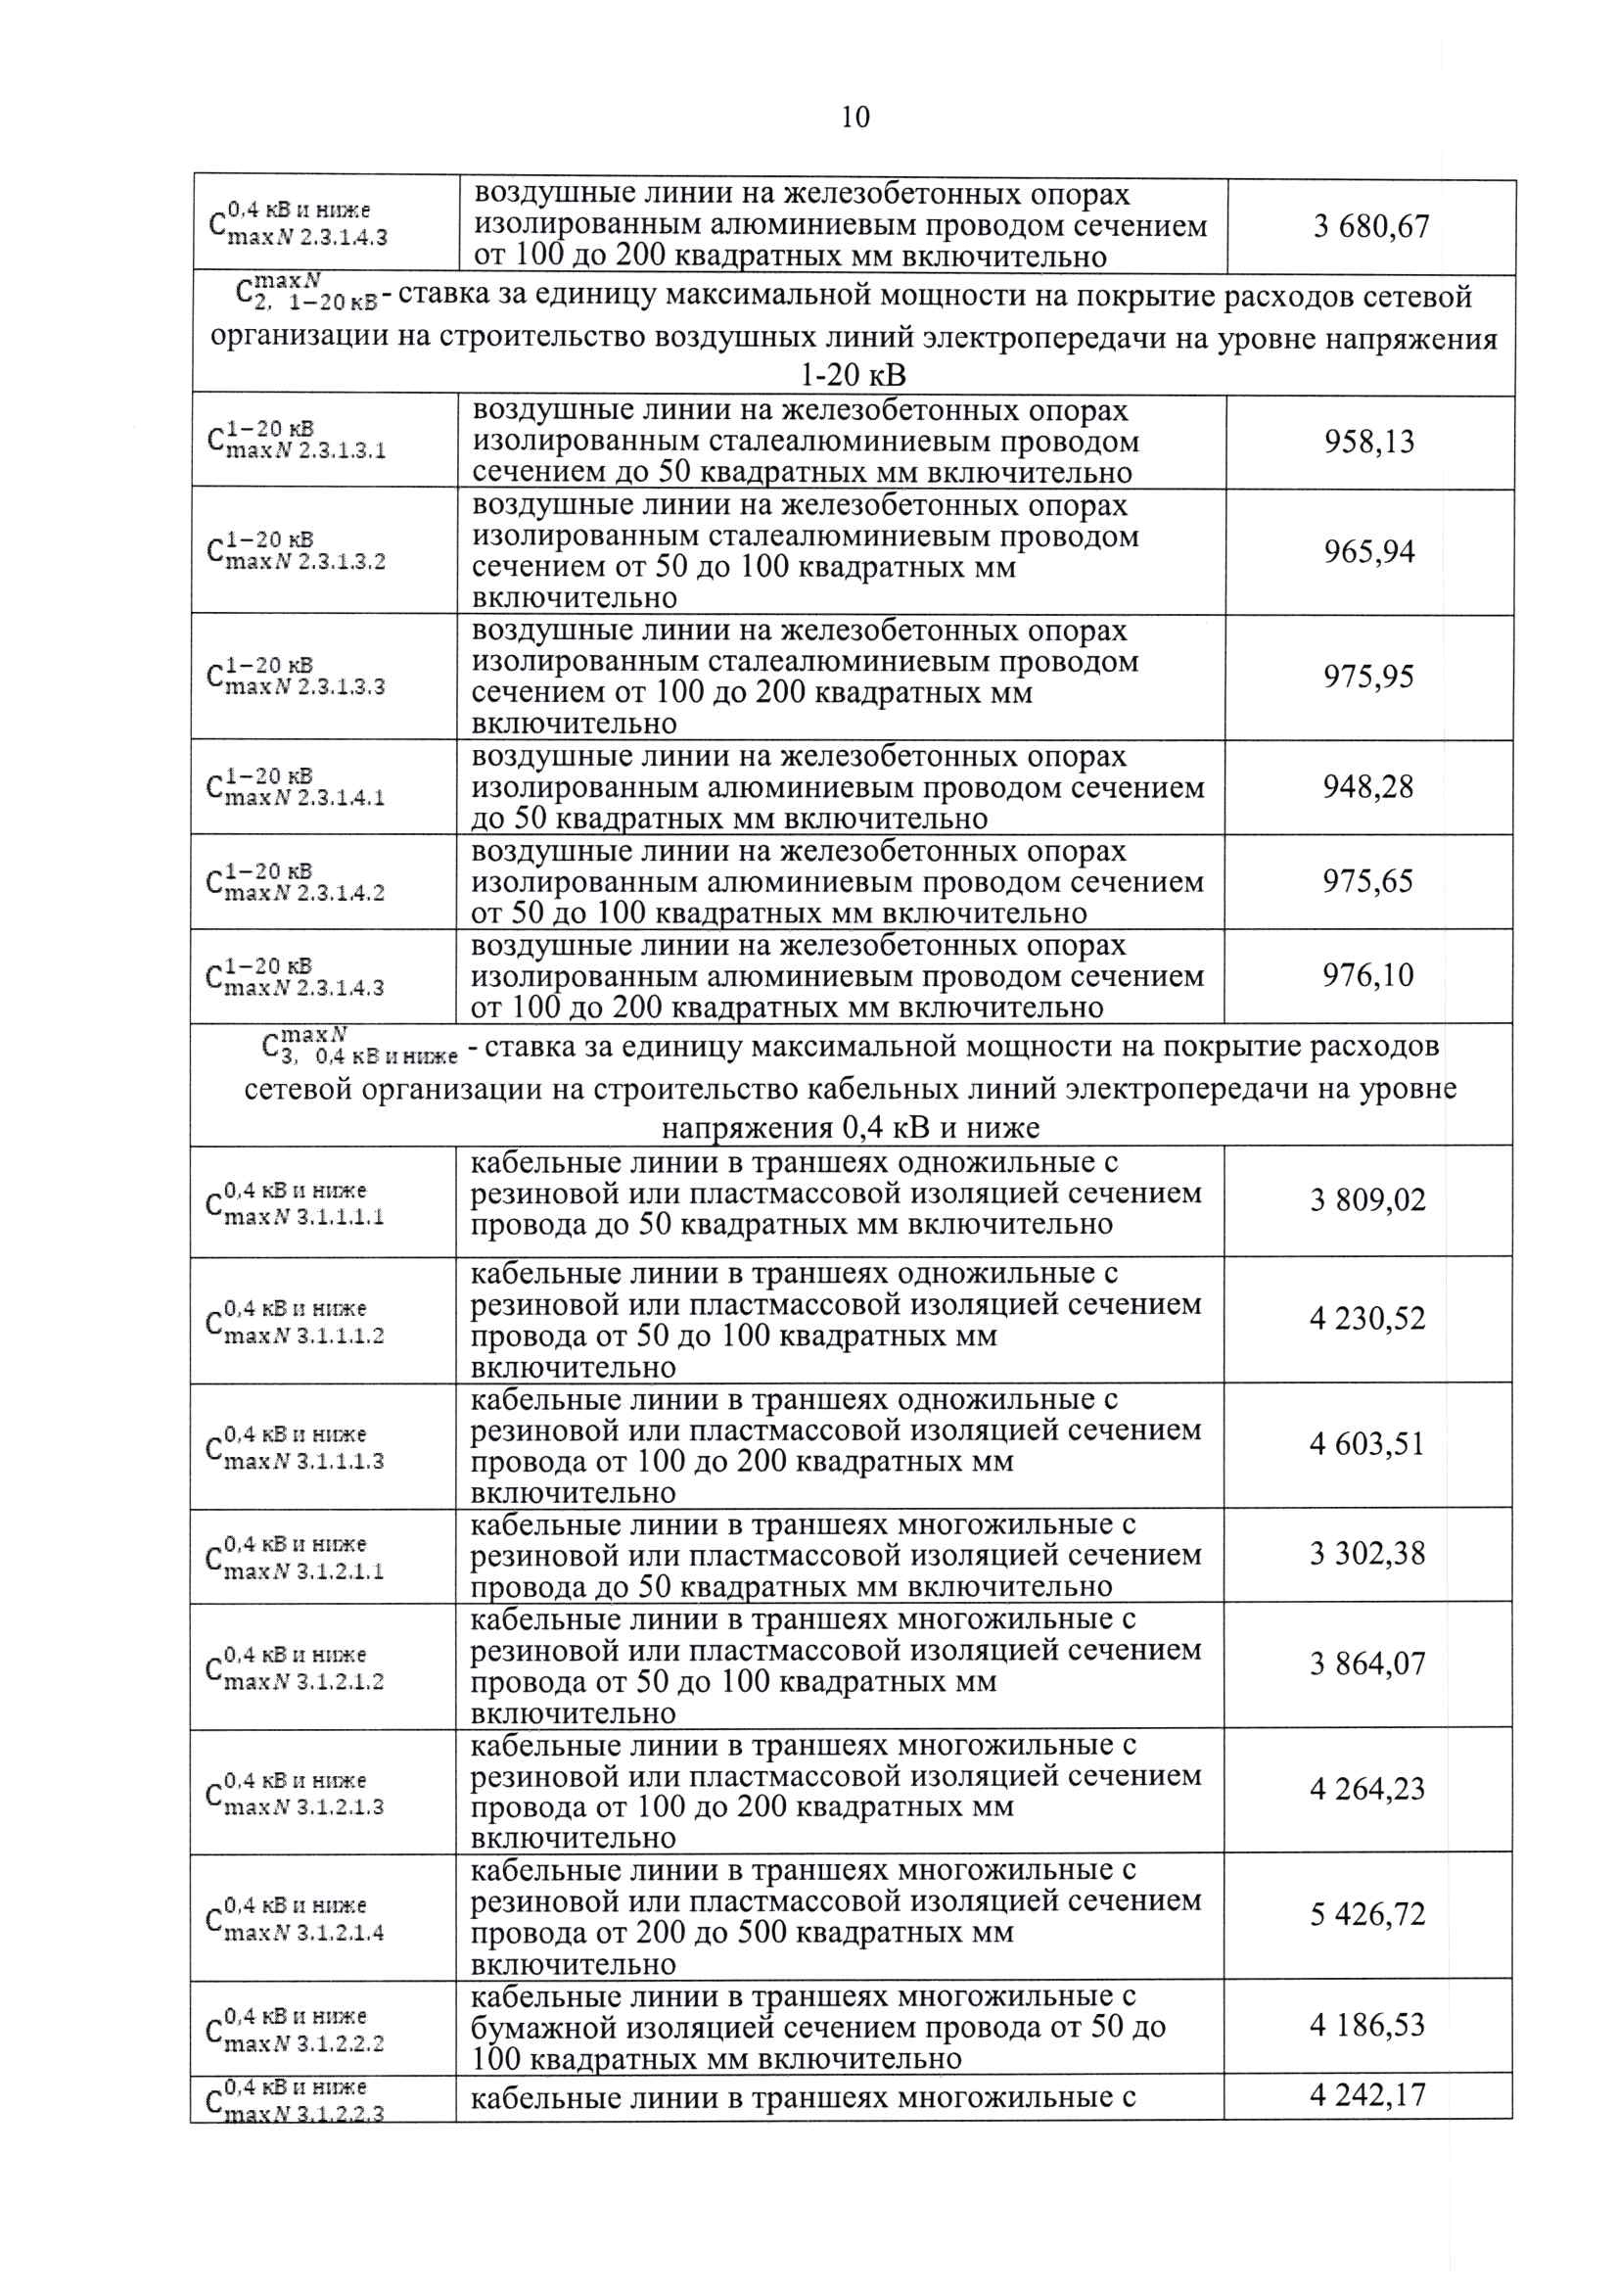 10
C 0,4 кВ и ниже
maxN 2.3.1.4.3
воздушные линии на железобетонных опорах
изолированным алюминиевым проводом сечением
от 100 до 200 квадратных мм включительно
3 680,67
C maxN
2, 1–20 кВ - ставка за единицу максимальной мощности на покрытие расходов сетевой
организации на строительство воздушных линий электропередачи на уровне напряжения
1-20 кВ
C 1–20 кВ
maxN 2.3.1.3.1
воздушные линии на железобетонных опорах
изолированным сталеалюминиевым проводом
сечением до 50 квадратных мм включительно
958,13
C 1–20 кВ
maxN 2.3.1.3.2
воздушные линии на железобетонных опорах
изолированным сталеалюминиевым проводом
сечением от 50 до 100 квадратных мм
включительно
965,94
C 1–20 кВ
maxN 2.3.1.3.3
воздушные линии на железобетонных опорах
изолированным сталеалюминиевым проводом
сечением от 100 до 200 квадратных мм
включительно
975,95
C 1–20 кВ
maxN 2.3.1.4.1
воздушные линии на железобетонных опорах
изолированным алюминиевым проводом сечением
до 50 квадратных мм включительно
948,28
C 1–20 кВ
maxN 2.3.1.4.2
воздушные линии на железобетонных опорах
изолированным алюминиевым проводом сечением
от 50 до 100 квадратных мм включительно
975,65
C 1–20 кВ
maxN 2.3.1.4.3
воздушные линии на железобетонных опорах
изолированным алюминиевым проводом сечением
от 100 до 200 квадратных мм включительно
976,10
C maxN
3, 0,4 кВ и ниже - ставка за единицу максимальной мощности на покрытие расходов
сетевой организации на строительство кабельных линий электропередачи на уровне
напряжения 0,4 кВ и ниже
C 0,4 кВ и ниже
maxN 3.1.1.1.1
кабельные линии в траншеях одножильные с
резиновой или пластмассовой изоляцией сечением
провода до 50 квадратных мм включительно
3 809,02
C 0,4 кВ и ниже
maxN 3.1.1.1.2
кабельные линии в траншеях одножильные с
резиновой или пластмассовой изоляцией сечением
провода от 50 до 100 квадратных мм
включительно
4 230,52
C 0,4 кВ и ниже
maxN 3.1.1.1.3
кабельные линии в траншеях одножильные с
резиновой или пластмассовой изоляцией сечением
провода от 100 до 200 квадратных мм
включительно
4 603,51
C 0,4 кВ и ниже
maxN 3.1.2.1.1
кабельные линии в траншеях многожильные с
резиновой или пластмассовой изоляцией сечением
провода до 50 квадратных мм включительно
3 302,38
C 0,4 кВ и ниже
maxN 3.1.2.1.2
кабельные линии в траншеях многожильные с
резиновой или пластмассовой изоляцией сечением
провода от 50 до 100 квадратных мм
включительно
3 864,07
C 0,4 кВ и ниже
maxN 3.1.2.1.3
кабельные линии в траншеях многожильные с
резиновой или пластмассовой изоляцией сечением
провода от 100 до 200 квадратных мм
включительно
4 264,23
C 0,4 кВ и ниже
maxN 3.1.2.1.4
кабельные линии в траншеях многожильные с
резиновой или пластмассовой изоляцией сечением
провода от 200 до 500 квадратных мм
включительно
5 426,72
C 0,4 кВ и ниже
maxN 3.1.2.2.2
кабельные линии в траншеях многожильные с
бумажной изоляцией сечением провода от 50 до
100 квадратных мм включительно
4 186,53
C 0,4 кВ и ниже
maxN 3.1.2.2.3
кабельные линии в траншеях многожильные с
4 242,17